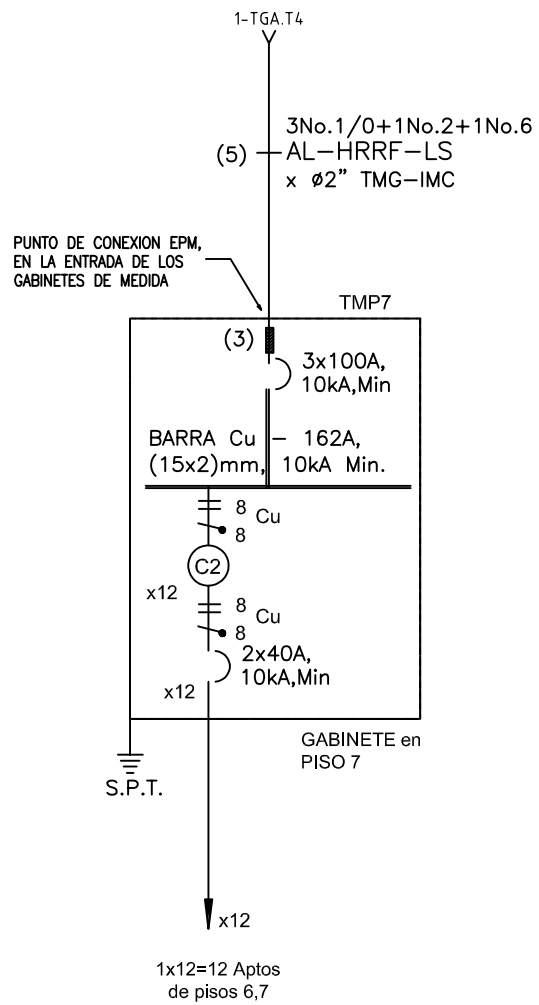 1-TGA.T4
3No.1/0+1No.2+1No.6
(5) AL-HRRF-LS
x ø2" TMG-IMC
PUNTO DE CONEXION EPM,
EN LA ENTRADA DE LOS
GABINETES DE MEDIDA
TMP7
(3)
3x100A,
10kA,Min
BARRA Cu - 162A,
(15x2)mm, 10kA Min.
8 Cu
8
C2
x12
8 Cu
8
2x40A,
10kA,Min
x12
GABINETE en
PISO 7
S.P.T.
x12
1x12=12 Aptos
de pisos 6,7